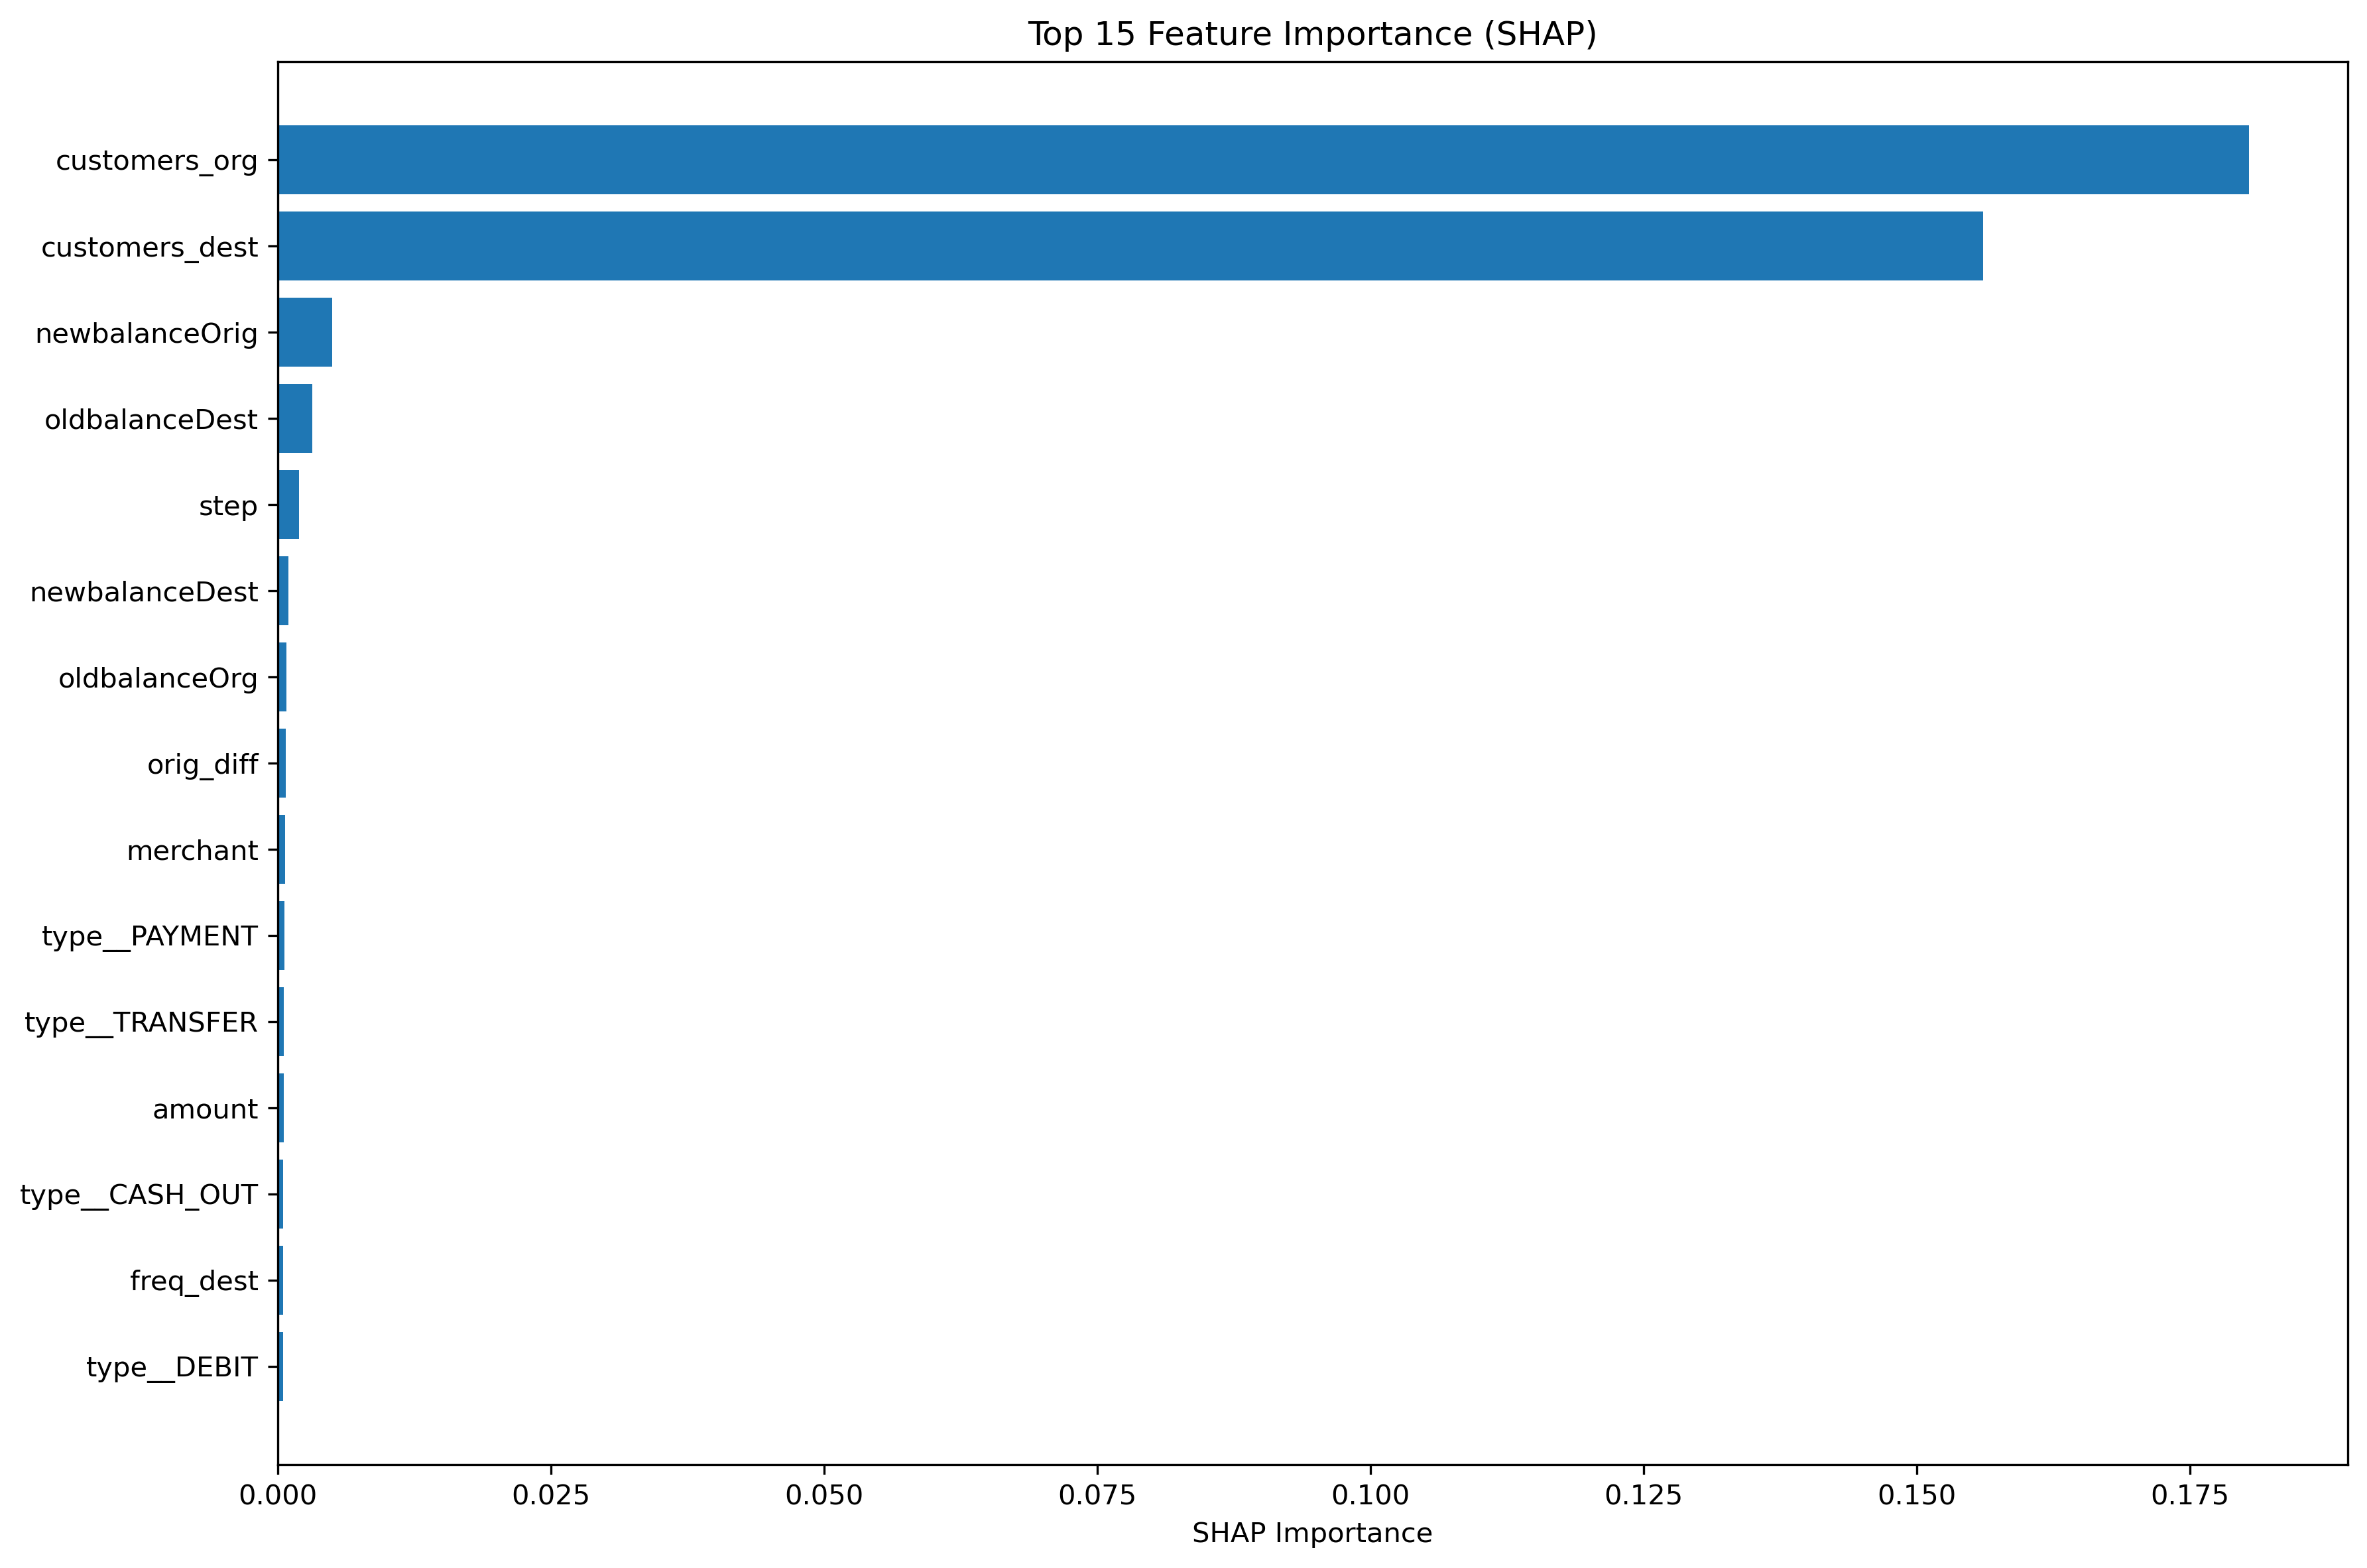 Top 15 Feature Importance (SHAP)
customers_org
customers_dest
newbalanceOrig
oldbalanceDest
step
newbalanceDest
oldbalanceOrg
orig_diff
merchant
type__PAYMENT
type__TRANSFER
amount
type__CASH_OUT
freq_dest
type__DEBIT
0.000 0.025 0.050 0.075 0.100 0.125 0.150 0.175
SHAP Importance